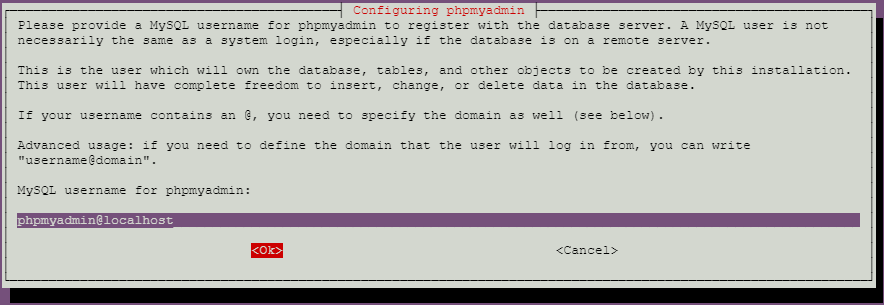 Configuring phpmyadmin
Please provide a MySQL username for phpmyadmin to register with the database server. A MySQL user is not
necessarily the same as a system login, especially if the database is on a remote server.
This is the user which will own the database, tables, and other objects to be created by this installation.
This user will have complete freedom to insert, change, or delete data in the database.
If your username contains an @, you need to specify the domain as well (see below).
Advanced usage: if you need to define the domain that the user will log in from, you can write
"username@domain".
MySQL username for phpmyadmin:
phpmyadmin@localhost
<Ok> <Cancel>